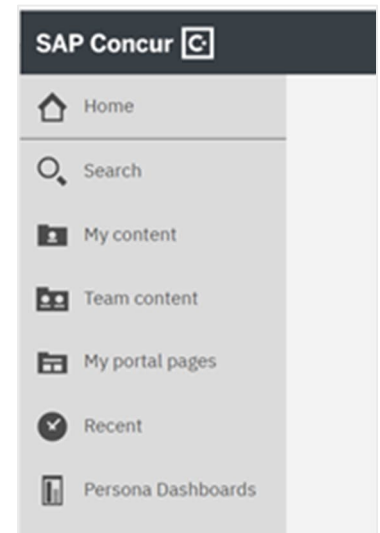 SAP Concur C
Home
Search
My content
Team content
My portal pages
Recent
Persona Dashboards